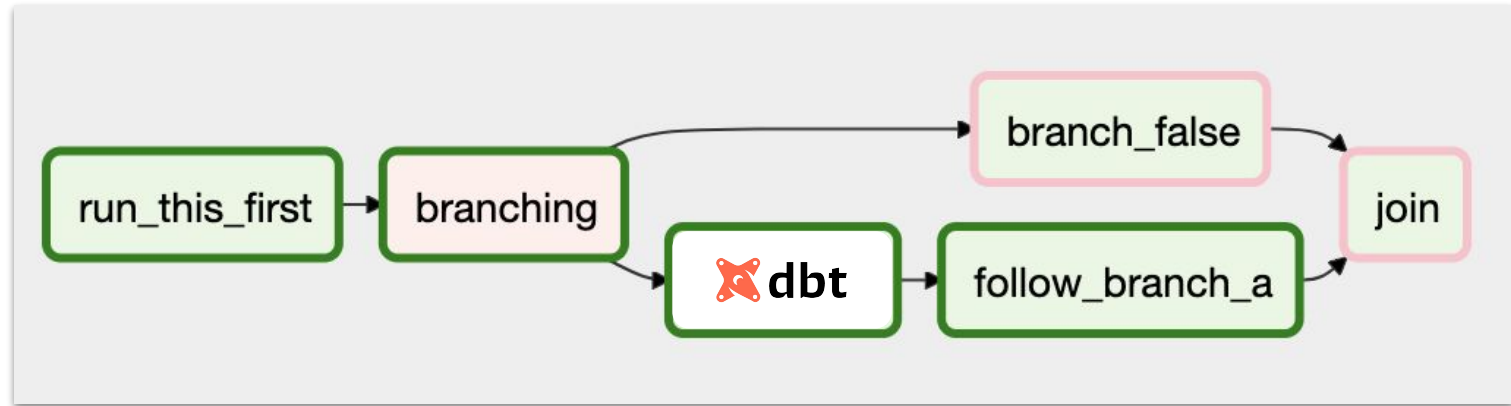 run_this_first
branching
branch_false
dbt
follow_branch_a
join